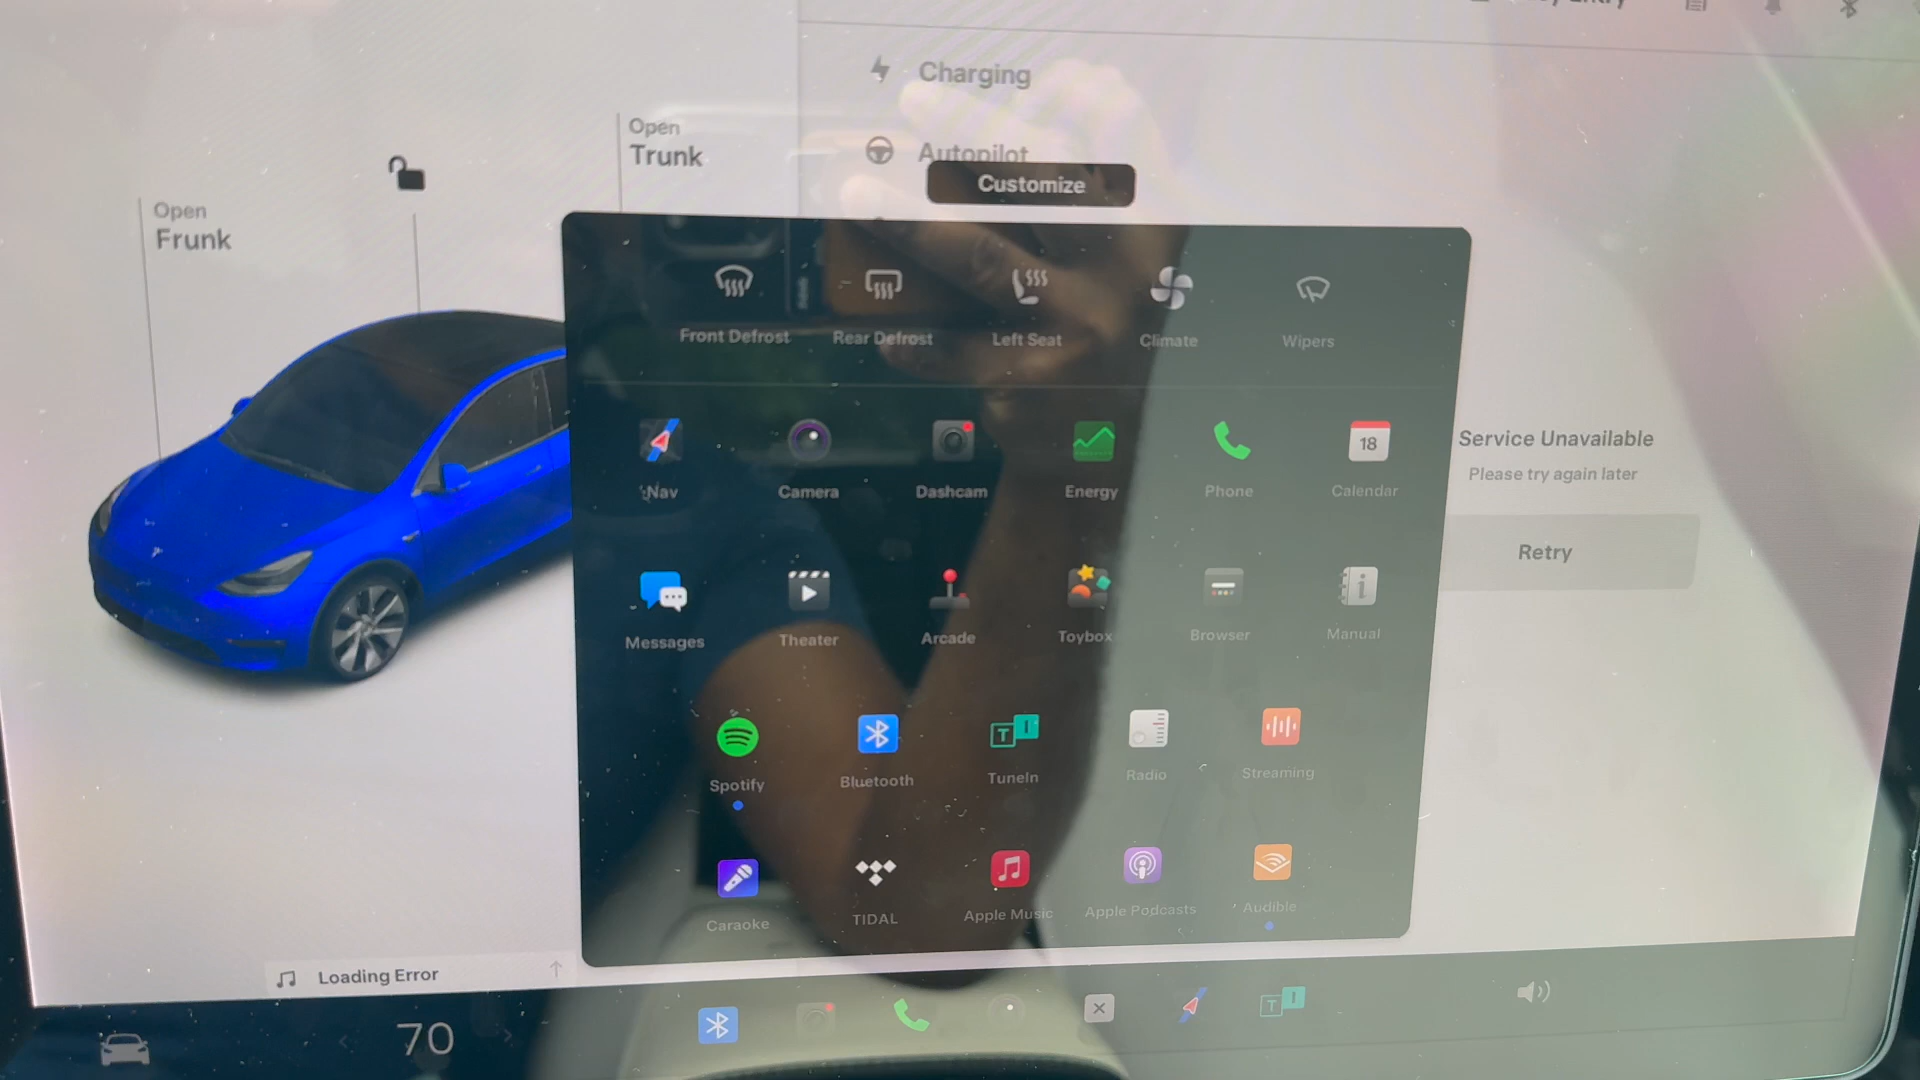 Entry
Charging
Autopilot
Open
Trunk
Open
Frunk
Customize
Front Defrost
Rear Defrost
Left Seat
Climate
Wipers
Nav
Camera
Dashcam
Energy
Phone
18
Calendar
Service Unavailable
Please try again later
Retry
Messages
Theater
Arcade
Toybox
Browser
Manual
Spotify
Bluetooth
T I
TuneIn
Radio
Streaming
Caraoke
TIDAL
Apple Music
Apple Podcasts
Audible
Loading Error
70
T I